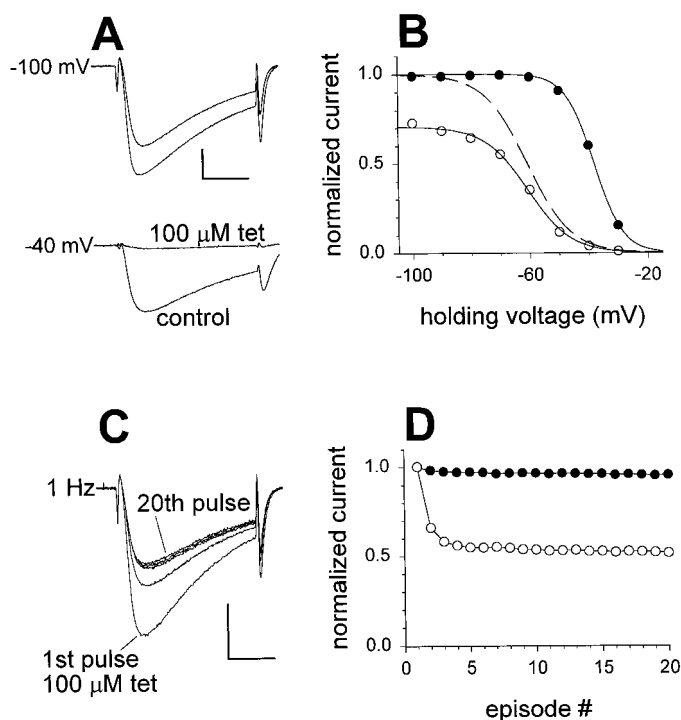 A
-100 mV
-40 mV
100 µM tet
control
B
normalized current
1.0
0.5
0.0
-100
-60
-20
holding voltage (mV)
C
1 Hz
20th pulse
1st pulse
100 µM tet
D
normalized current
1.0
0.5
0.0
0
5
10
15
20
episode #